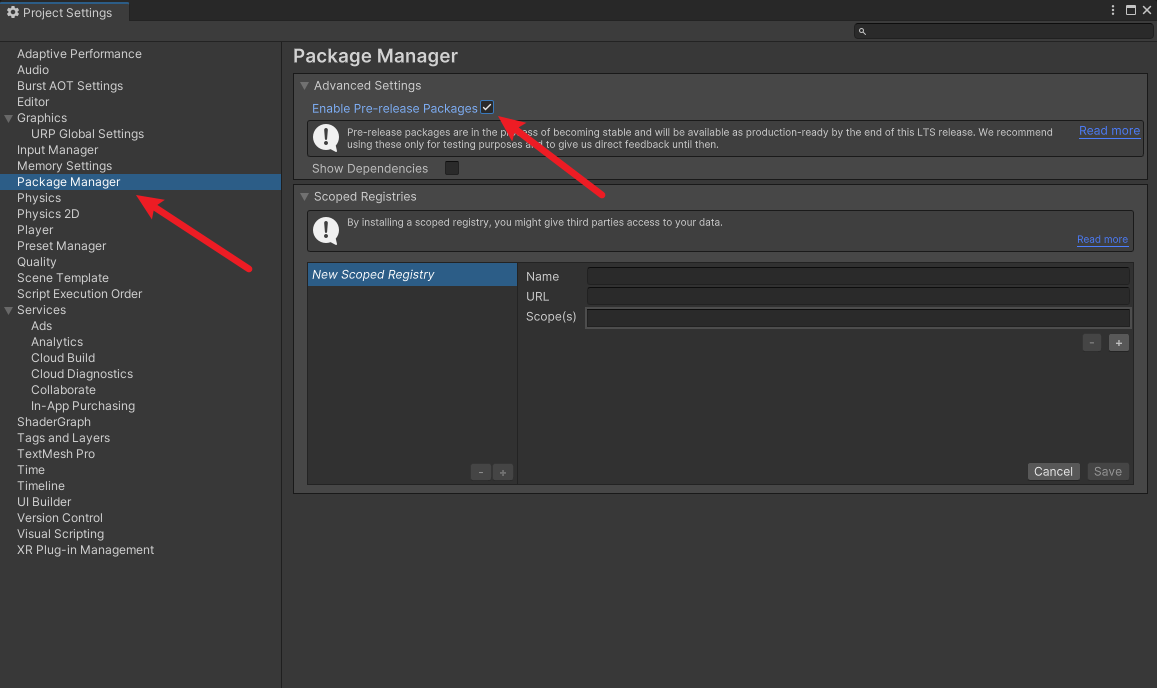 Project Settings
Adaptive Performance
Audio
Burst AOT Settings
Editor
Graphics
URP Global Settings
Input Manager
Memory Settings
Package Manager
Physics
Physics 2D
Player
Preset Manager
Quality
Scene Template
Script Execution Order
Services
Ads
Analytics
Cloud Build
Cloud Diagnostics
Collaborate
In-App Purchasing
ShaderGraph
Tags and Layers
TextMesh Pro
Time
Timeline
UI Builder
Version Control
Visual Scripting
XR Plug-in Management
Package Manager
Advanced Settings
Enable Pre-release Packages
Pre-release packages are in the process of becoming stable and will be available as production-ready by the end of this LTS release. We recommend
using these only for testing purposes and to give us direct feedback until then.
Read more
Show Dependencies
Scoped Registries
By installing a scoped registry, you might give third parties access to your data.
Read more
New Scoped Registry
Name
URL
Scope(s)
- +
- +
Cancel Save